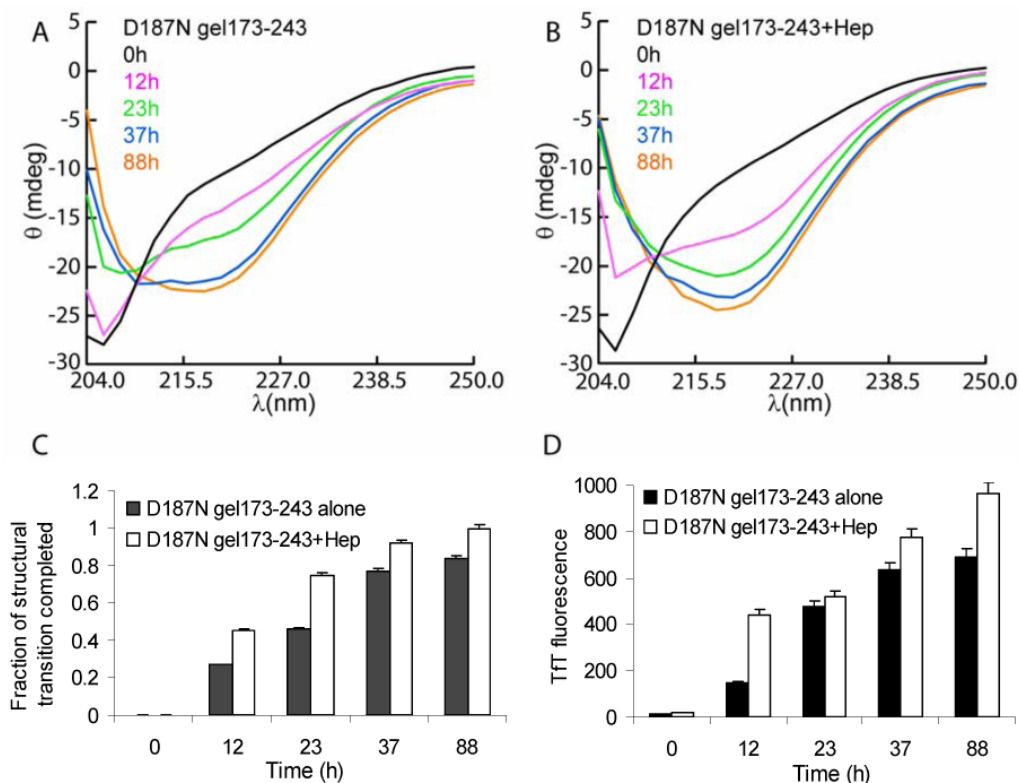 A
D187N gel173-243
0h
12h
23h
37h
88h
5
0
-5
-10
-15
-20
-25
-30
θ (mdeg)
204.0 215.5 227.0 238.5 250.0
λ(nm)
B
D187N gel173-243+Hep
0h
12h
23h
37h
88h
5
0
-5
-10
-15
-20
-25
-30
θ (mdeg)
204.0 215.5 227.0 238.5 250.0
λ(nm)
C
D187N gel173-243 alone
D187N gel173-243+Hep
1.2
1
0.8
0.6
0.4
0.2
0
Fraction of structural
transition completed
0 12 23 37 88
Time (h)
D
D187N gel173-243 alone
D187N gel173-243+Hep
1000
800
600
400
200
0
TfT fluorescence
0 12 23 37 88
Time (h)